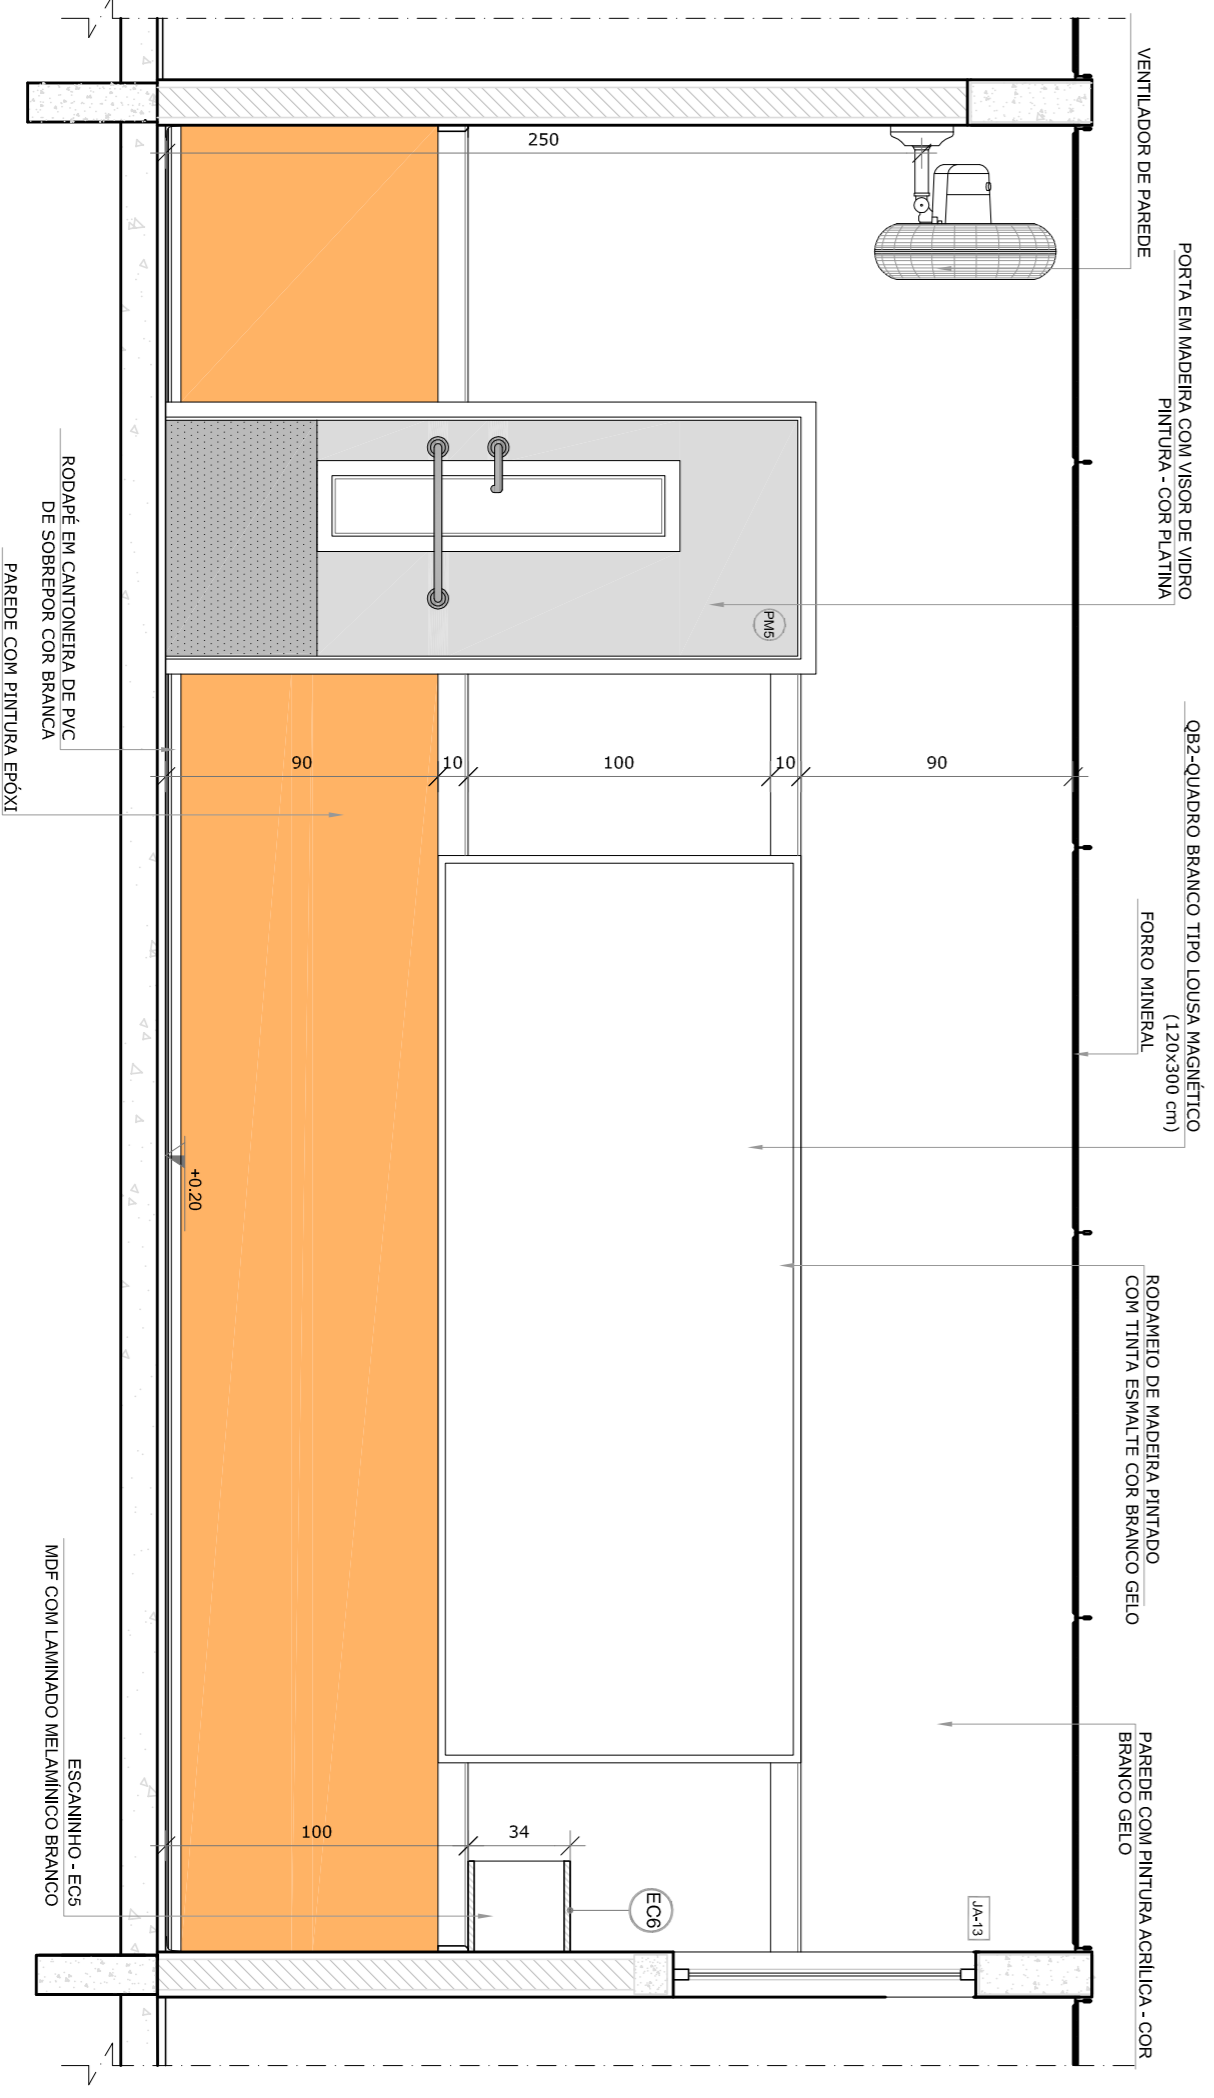 VENTILADOR DE PAREDE
PORTA EM MADEIRA COM VISOR DE VIDRO
PINTURA - COR PLATINA
QB2-QUADRO BRANCO TIPO LOUSA MAGNÉTICO
(120x300 cm)
FORRO MINERAL
RODAMEIO DE MADEIRA PINTADO
COM TINTA ESMALTE COR BRANCO GELO
PAREDE COM PINTURA ACRÍLICA - COR
BRANCO GELO
250
PM5
90
10
100
10
90
JA-13
EC6
34
100
+0.20
RODAPÉ EM CANTONEIRA DE PVC
DE SOBREPOR COR BRANCA
PAREDE COM PINTURA EPÓXI
ESCANINHO - EC5
MDF COM LAMINADO MELAMÍNICO BRANCO